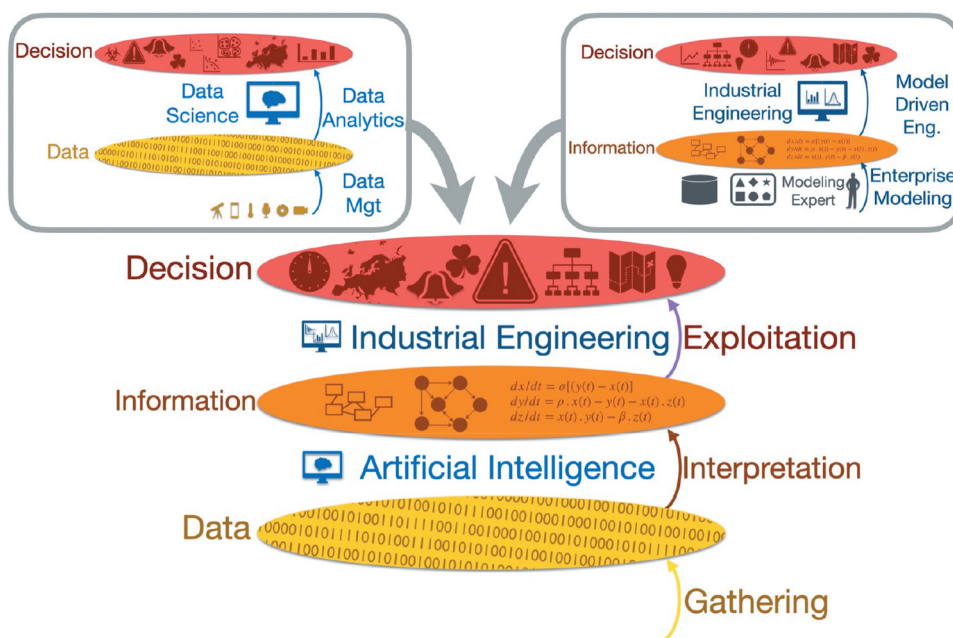 Decision
Data
Science
Data
Analytics
Data
Data
Mgt
Decision
Industrial
Engineering
Model
Driven
Eng.
Information
Modeling
Expert
Enterprise
Modeling
Decision
Industrial Engineering
Exploitation
Information
dx/dt = σ[(y(t) − x(t)]
dy/dt = ρ . x(t) − y(t) − x(t) . z(t)
dz/dt = x(t) . y(t) − β . z(t)
Artificial Intelligence
Interpretation
Data
Gathering